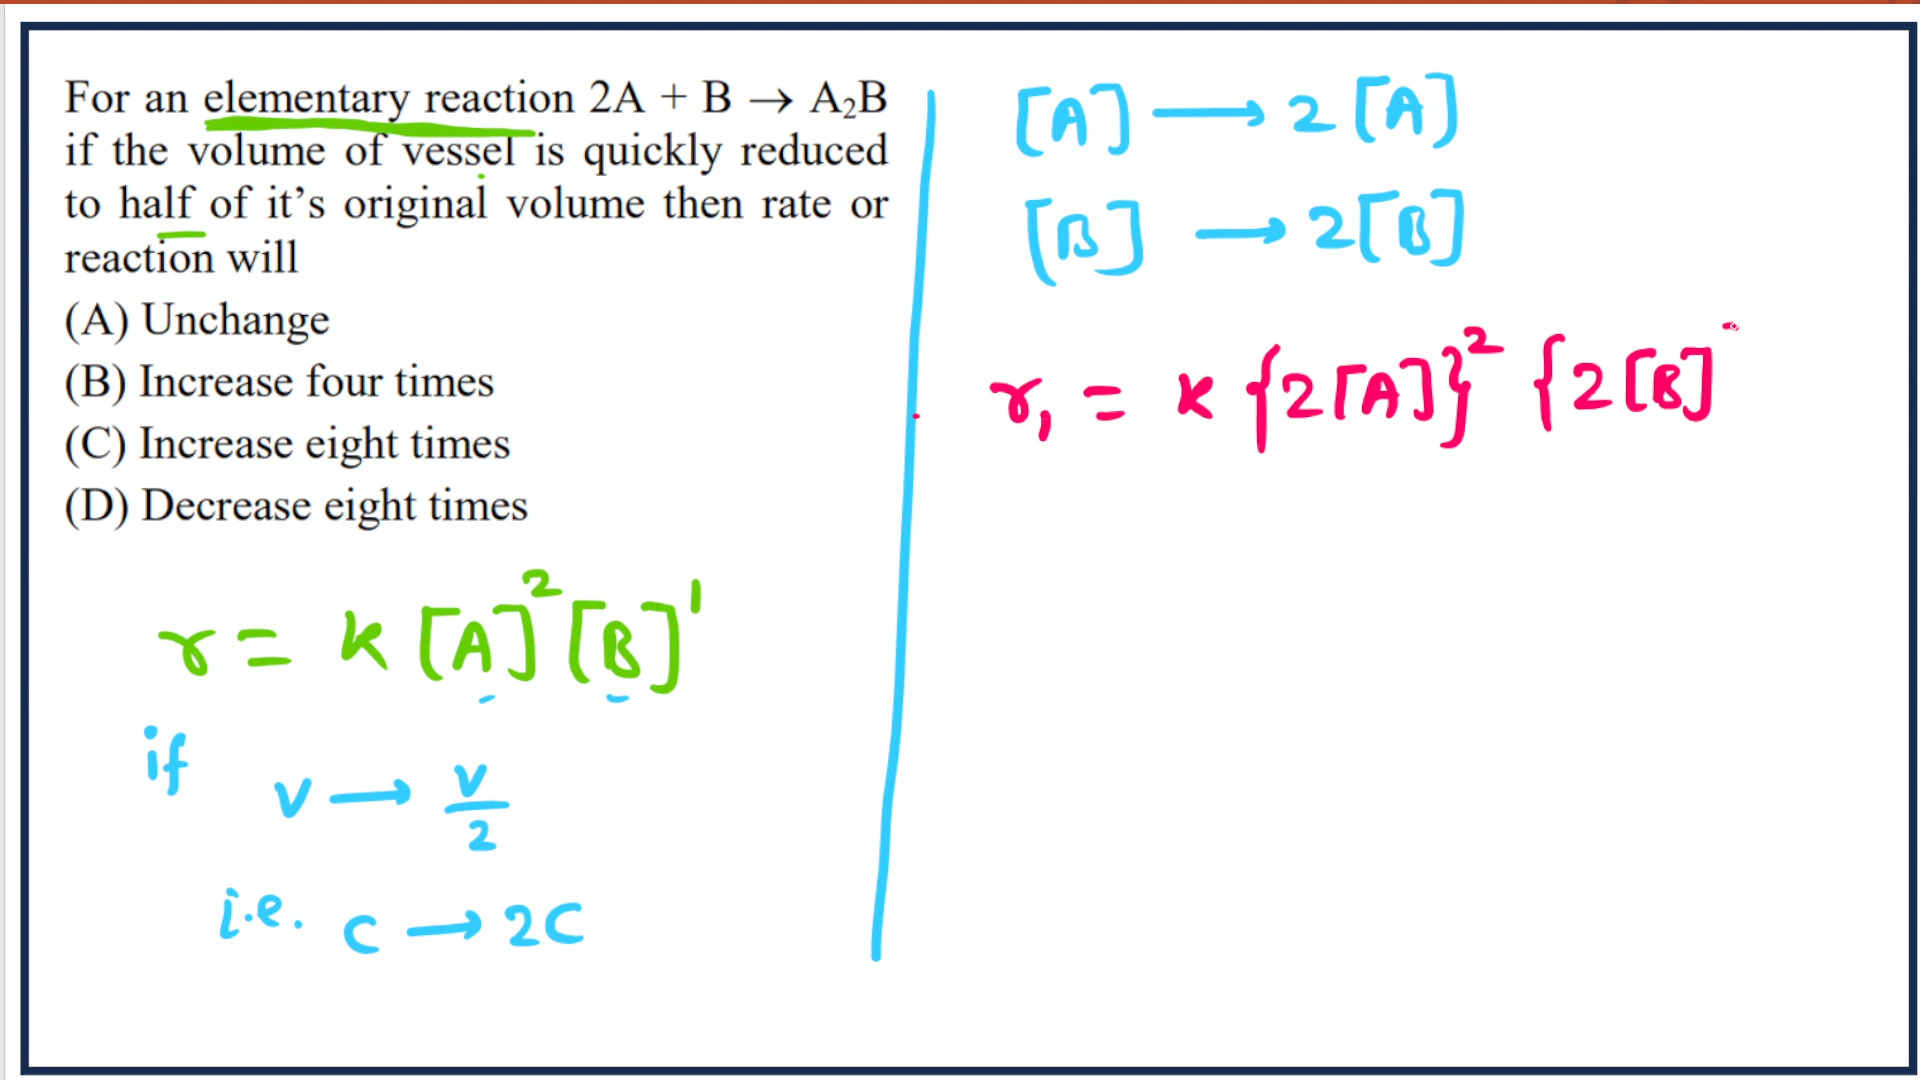 For an elementary reaction 2A + B → A₂B
if the volume of vessel is quickly reduced
to half of it's original volume then rate or
reaction will
(A) Unchange
(B) Increase four times
(C) Increase eight times
(D) Decrease eight times
r = k [A]² [B]¹
if
V → V/2
i.e. C → 2C
[A] → 2 [A]
[B] → 2 [B]
r₁ = k {2[A]}² {2[B]